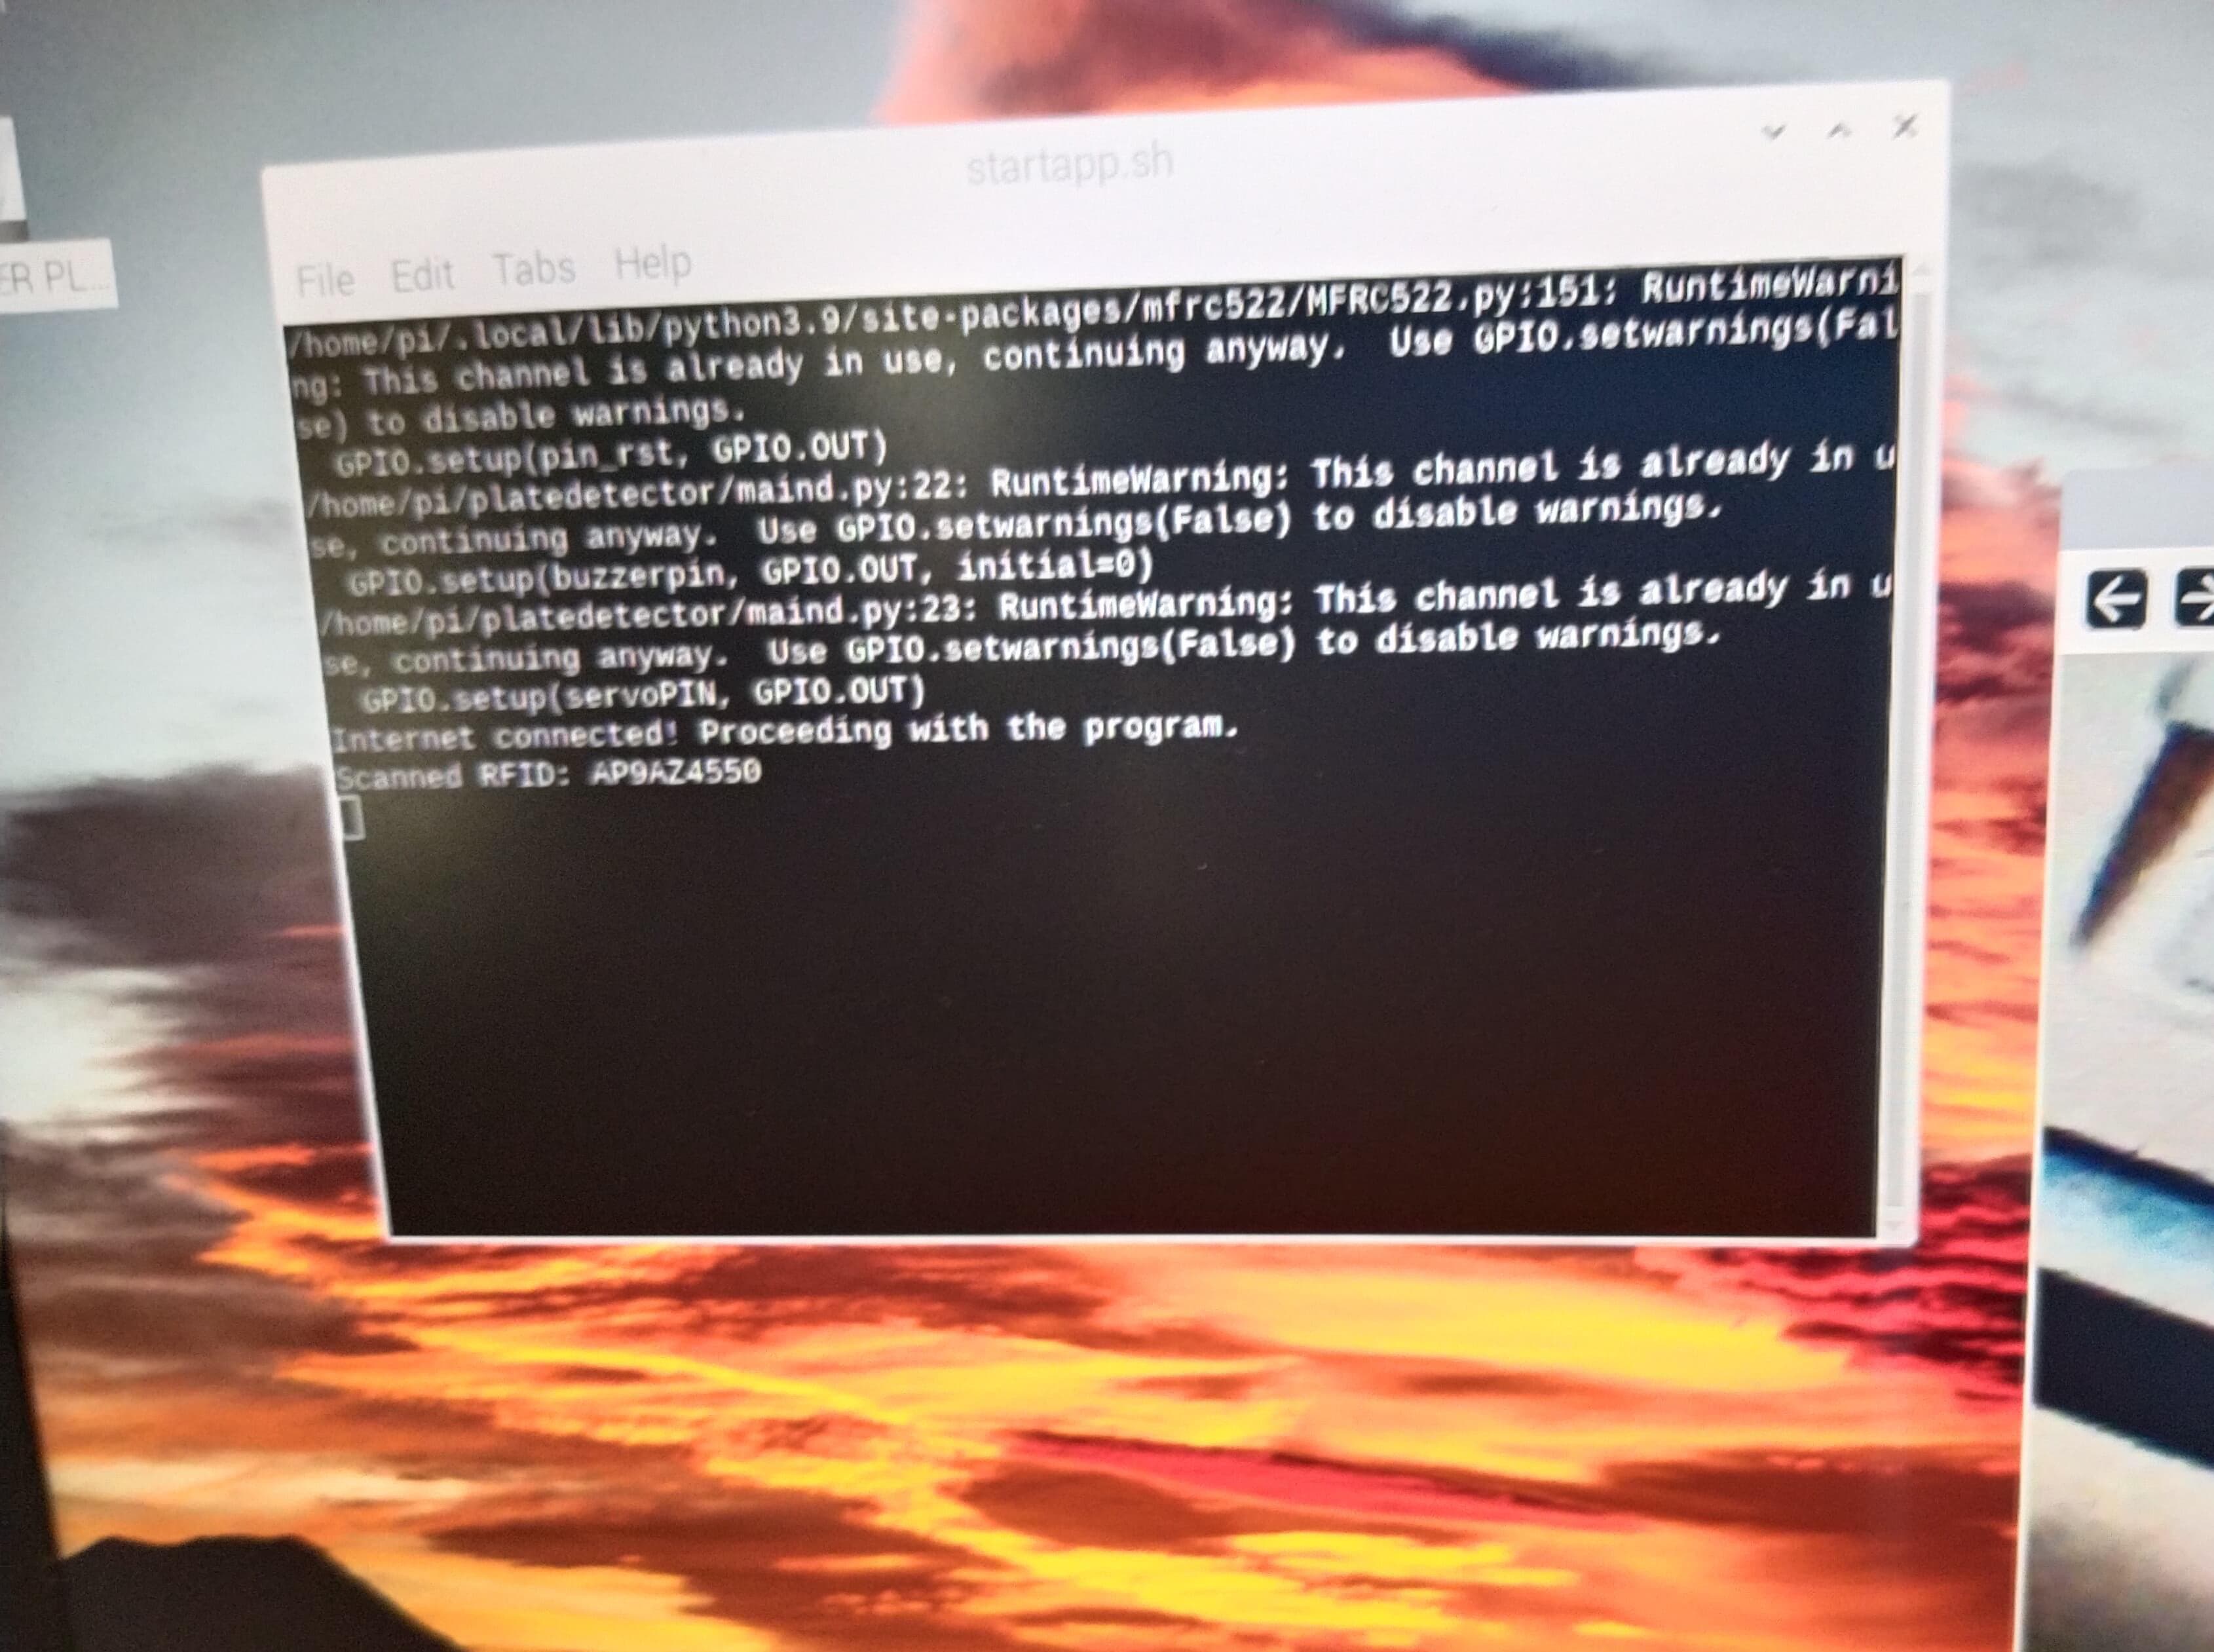 startapp.sh
ER PL...
File Edit Tabs Help
/home/pi/.local/lib/python3.9/site-packages/mfrc522/MFRC522.py:151: RuntimeWarni
ng: This channel is already in use, continuing anyway.  Use GPIO.setwarnings(Fal
se) to disable warnings.
  GPIO.setup(pin_rst, GPIO.OUT)
/home/pi/platedetector/maind.py:22: RuntimeWarning: This channel is already in u
se, continuing anyway.  Use GPIO.setwarnings(False) to disable warnings.
  GPIO.setup(buzzerpin, GPIO.OUT, initial=0)
/home/pi/platedetector/maind.py:23: RuntimeWarning: This channel is already in u
se, continuing anyway.  Use GPIO.setwarnings(False) to disable warnings.
  GPIO.setup(servoPIN, GPIO.OUT)
Internet connected! Proceeding with the program.
Scanned RFID: AP9AZ4550